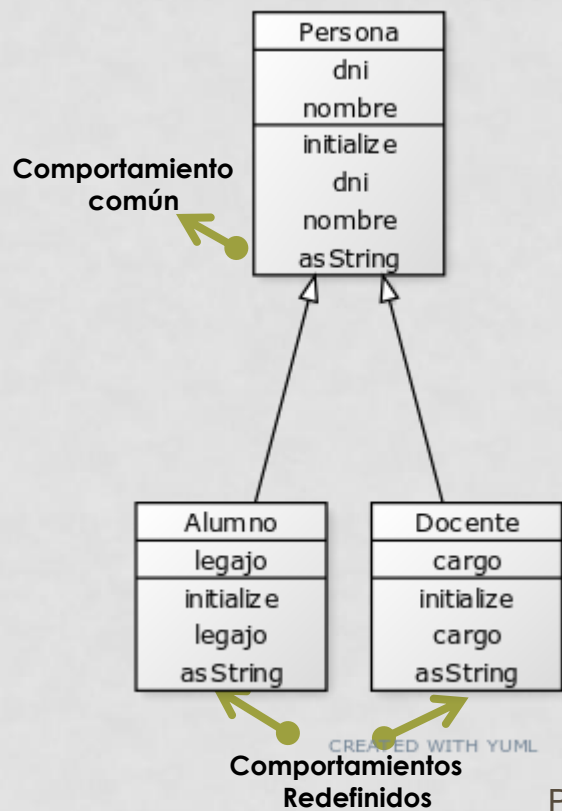 Persona
dni
nombre
initialize
dni
nombre
asString
Comportamiento
común
Alumno
legajo
initialize
legajo
asString
Docente
cargo
initialize
cargo
asString
CREATED WITH YUML
Comportamientos
Redefinidos